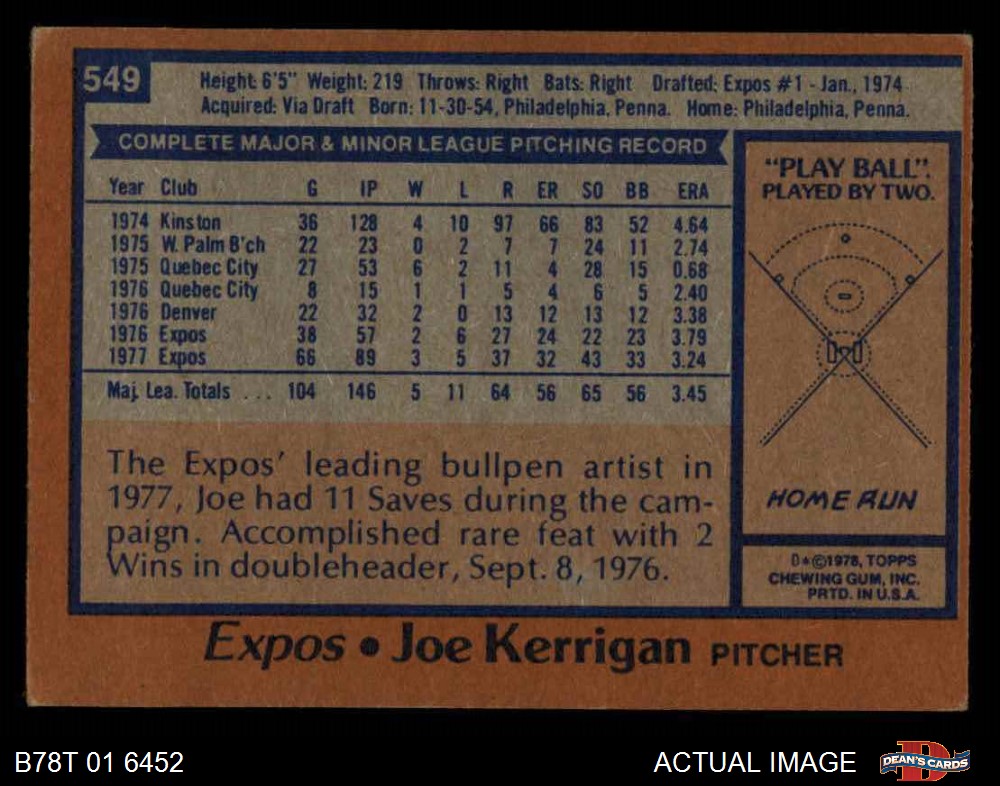 549
Height: 6'5" Weight: 219 Throws: Right Bats: Right Drafted: Expos #1 - Jan., 1974
Acquired: Via Draft Born: 11-30-54, Philadelphia, Penna. Home: Philadelphia, Penna.
COMPLETE MAJOR & MINOR LEAGUE PITCHING RECORD
Year Club G IP W L R ER SO BB ERA
1974 Kinston 36 128 4 10 97 66 83 52 4.64
1975 W. Palm B'ch 22 23 0 2 7 7 24 11 2.74
1975 Quebec City 27 53 6 2 11 4 28 15 0.68
1976 Quebec City 8 15 1 1 5 4 6 5 2.40
1976 Denver 22 32 2 0 13 12 13 12 3.38
1976 Expos 38 57 2 6 27 24 22 23 3.79
1977 Expos 66 89 3 5 37 32 43 33 3.24
Maj. Lea. Totals ... 104 146 5 11 64 56 65 56 3.45
The Expos' leading bullpen artist in
1977, Joe had 11 Saves during the cam-
paign. Accomplished rare feat with 2
Wins in doubleheader, Sept. 8, 1976.
"PLAY BALL".
PLAYED BY TWO.
HOME RUN
D*©1978, TOPPS
CHEWING GUM, INC.
PRTD. IN U.S.A.
Expos • Joe Kerrigan PITCHER
B78T 01 6452
ACTUAL IMAGE
D
DEAN'S CARDS